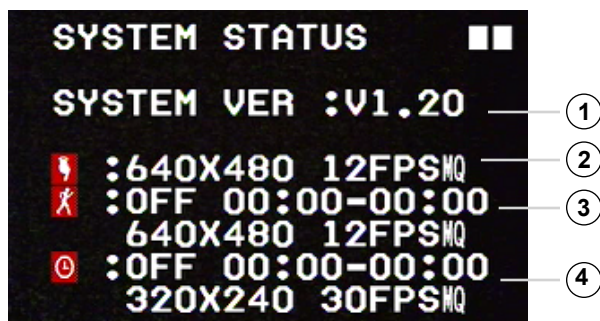 SYSTEM STATUS
SYSTEM VER :V1.20
1
:640X480 12FPSMQ
2
:OFF 00:00-00:00
3
640X480 12FPSMQ
:OFF 00:00-00:00
4
320X240 30FPSMQ